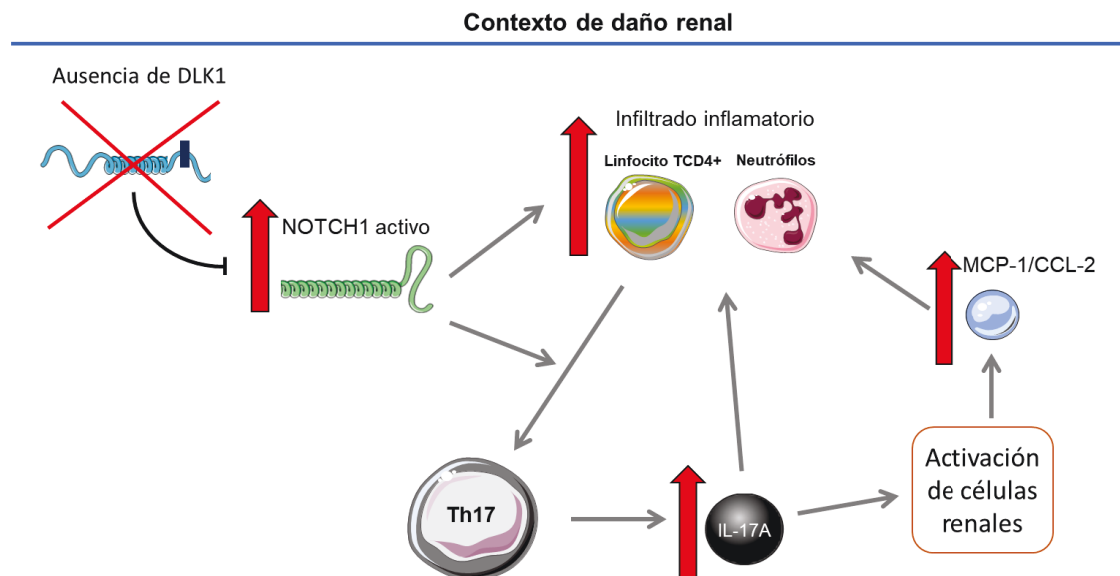 Contexto de daño renal
Ausencia de DLK1
NOTCH1 activo
Infiltrado inflamatorio
Linfocito TCD4+
Neutrófilos
MCP-1/CCL-2
Th17
IL-17A
Activación
de células
renales